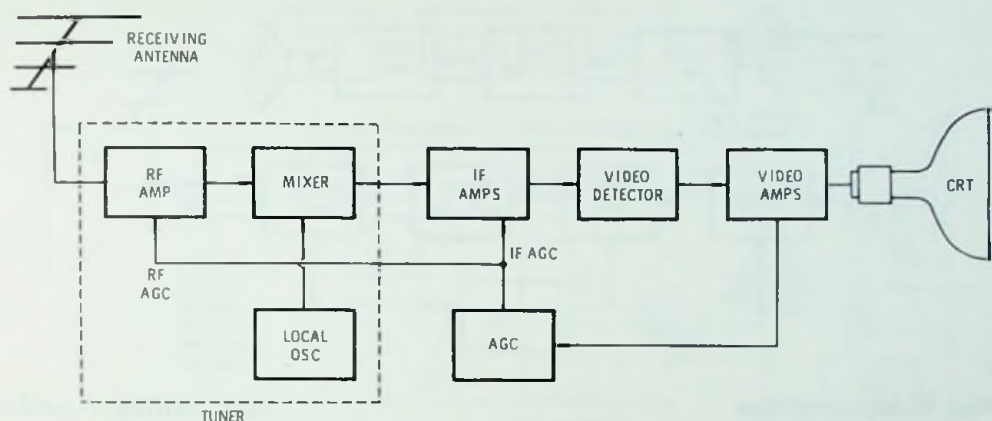 RECEIVING
ANTENNA
RF
AMP
MIXER
IF
AMPS
VIDEO
DETECTOR
VIDEO
AMPS
CRT
RF
AGC
IF AGC
LOCAL
OSC
AGC
TUNER